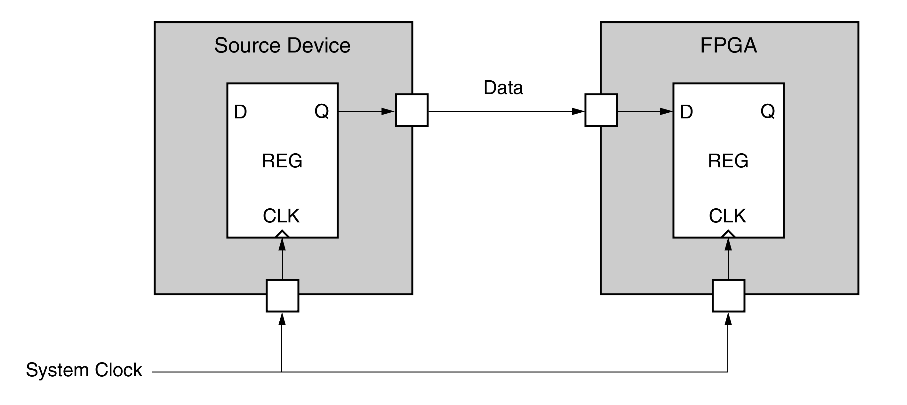 Source Device
FPGA
Data
D
Q
D
Q
REG
REG
CLK
CLK
System Clock